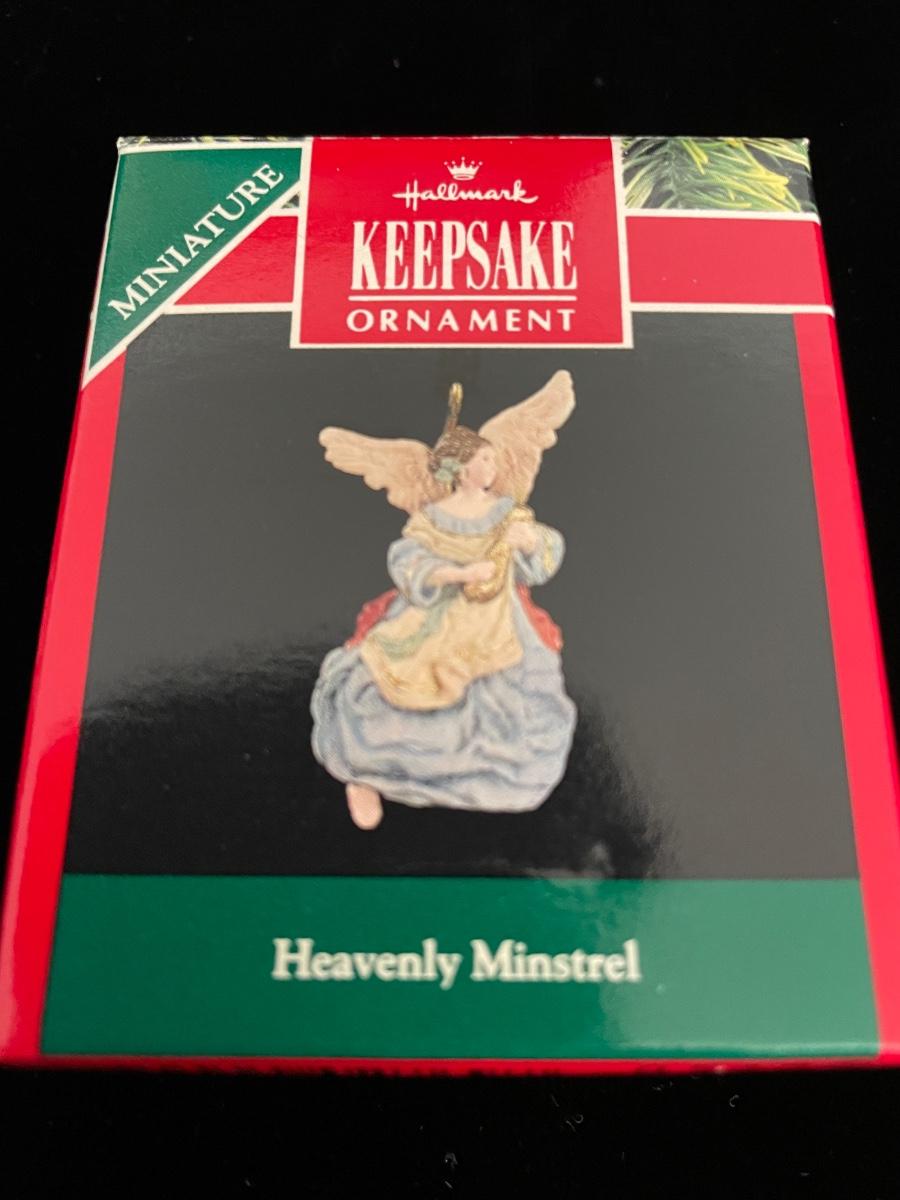 MINIATURE
Hallmark
KEEPSAKE
ORNAMENT
Heavenly Minstrel